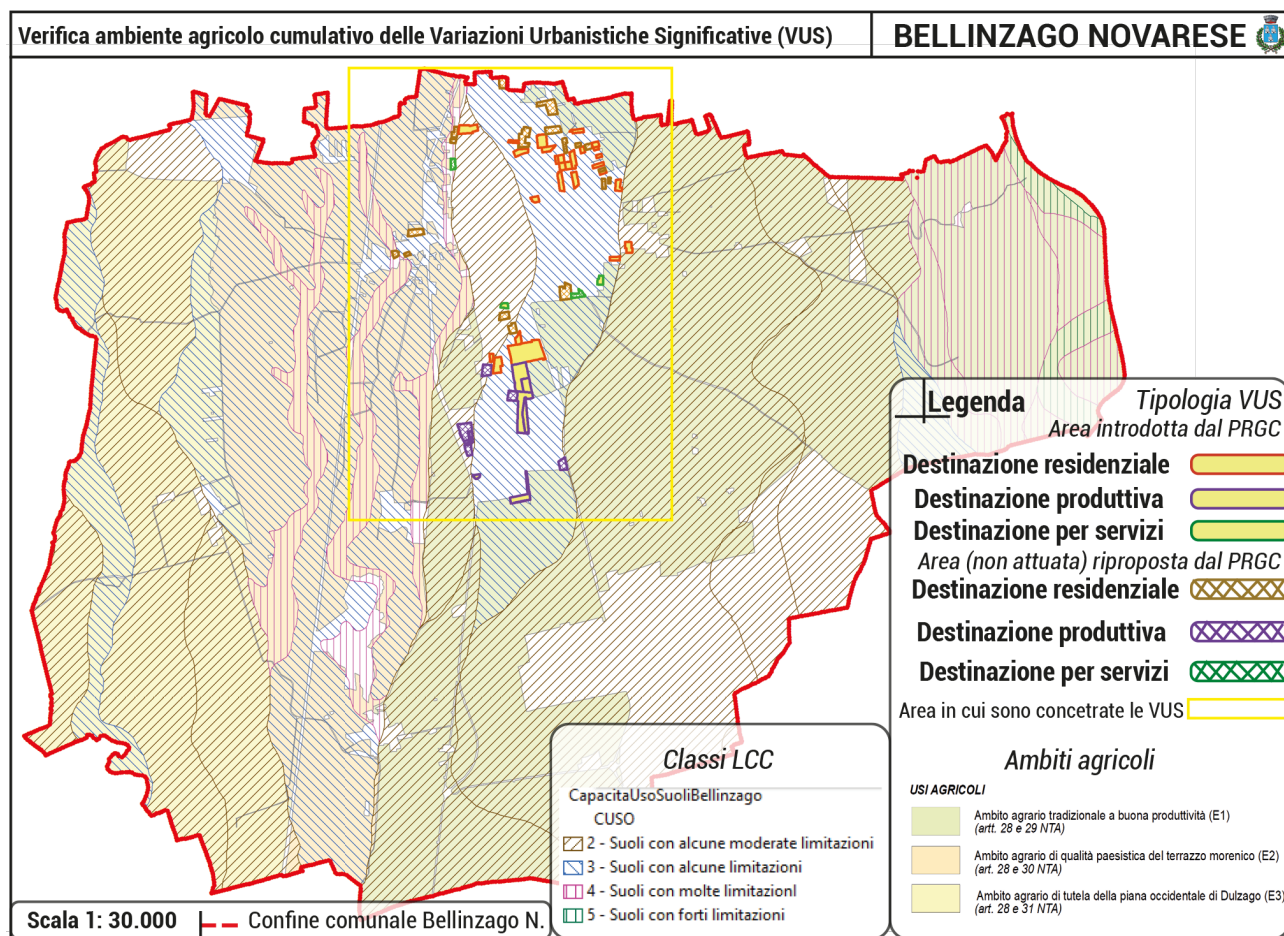 Verifica ambiente agricolo cumulativo delle Variazioni Urbanistiche Significative (VUS)
BELLINZAGO NOVARESE
Legenda
Tipologia VUS
Area introdotta dal PRGC
Destinazione residenziale
Destinazione produttiva
Destinazione per servizi
Area (non attuata) riproposta dal PRGC
Destinazione residenziale
Destinazione produttiva
Destinazione per servizi
Area in cui sono concetrate le VUS
Ambiti agricoli
USI AGRICOLI
Ambito agrario tradizionale a buona produttività (E1)
(artt. 28 e 29 NTA)
Ambito agrario di qualità paesistica del terrazzo morenico (E2)
(art. 28 e 30 NTA)
Ambito agrario di tutela della piana occidentale di Dulzago (E3)
(art. 28 e 31 NTA)
Classi LCC
CapacitaUsoSuoliBellinzago
CUSO
2 - Suoli con alcune moderate limitazioni
3 - Suoli con alcune limitazioni
4 - Suoli con molte limitazionI
5 - Suoli con forti limitazioni
Scala 1: 30.000
Confine comunale Bellinzago N.